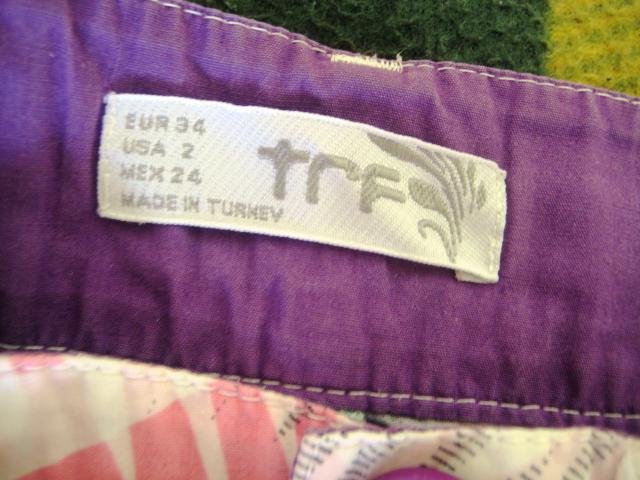 EUR 34
USA 2
MEX 24
MADE IN TURKEY
trf